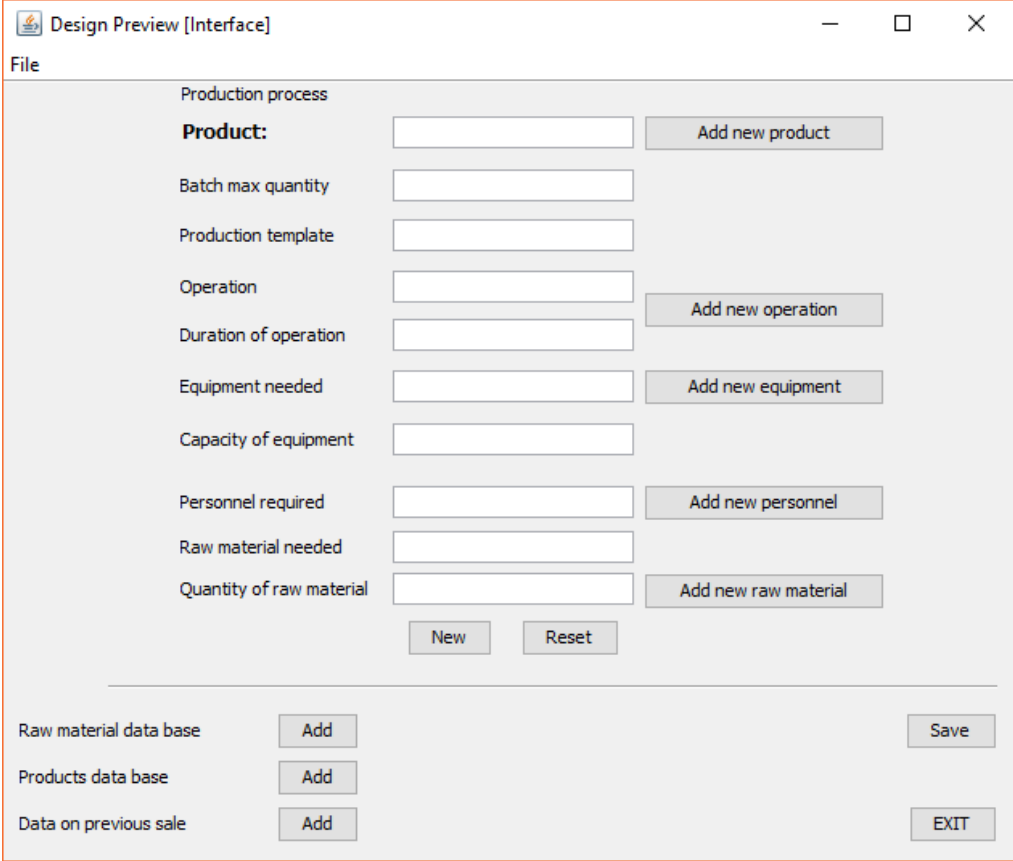 Design Preview [Interface]
File
Production process
Product:
Add new product
Batch max quantity
Production template
Operation
Add new operation
Duration of operation
Equipment needed
Add new equipment
Capacity of equipment
Personnel required
Add new personnel
Raw material needed
Quantity of raw material
Add new raw material
New
Reset
Raw material data base
Add
Save
Products data base
Add
Data on previous sale
Add
EXIT